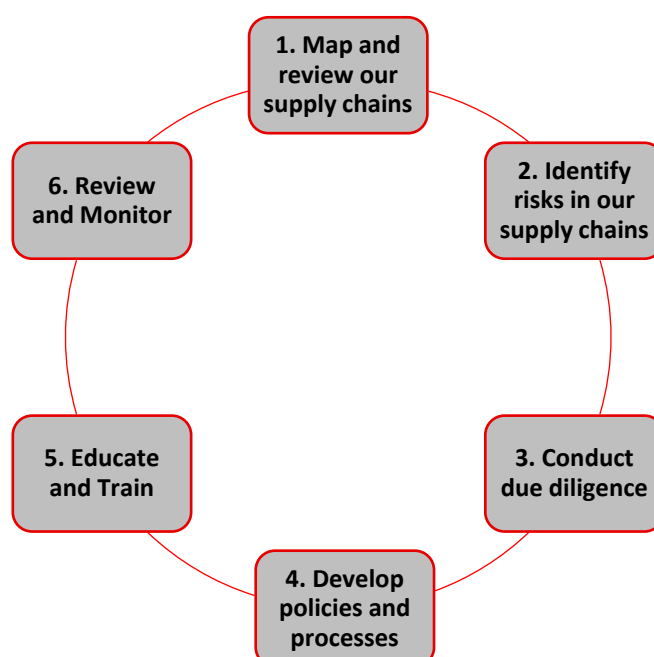 1. Map and
review our
supply chains
2. Identify
risks in our
supply chains
3. Conduct
due diligence
4. Develop
policies and
processes
5. Educate
and Train
6. Review
and Monitor